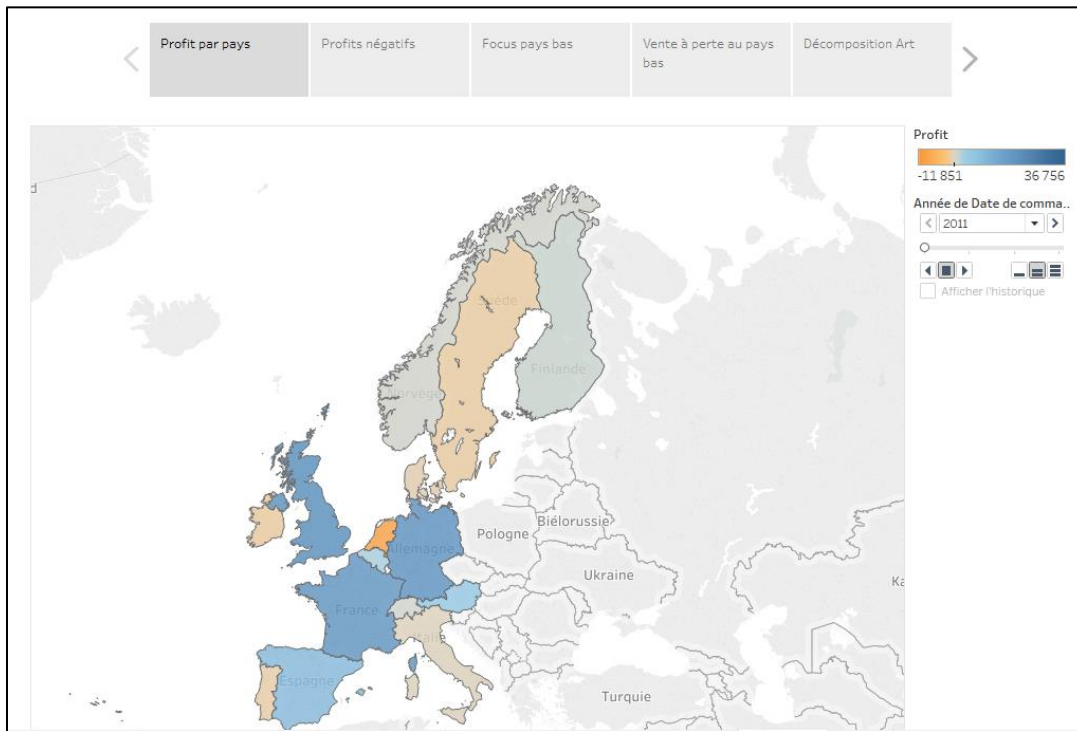 Profit par pays
Profits négatifs
Focus pays bas
Vente à perte au pays
bas
Décomposition Art
Profit
-11 851
36 756
Année de Date de comma..
2011
Afficher l'historique
d
Suède
Finlande
Norvège
Biélorussie
Pologne
Allemagne
Ukraine
Ka
France
Italie
Espagne
Turquie